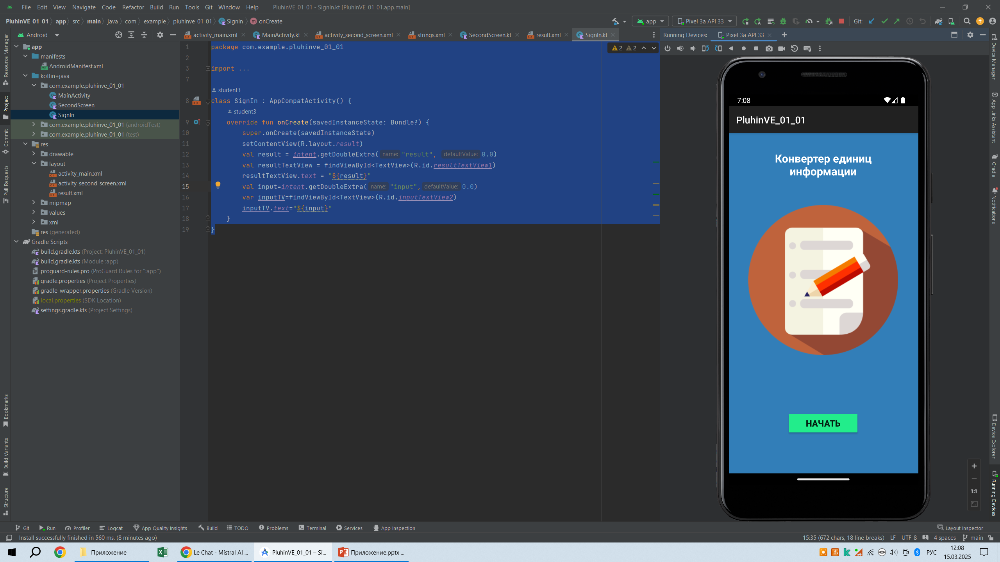 File Edit View Navigate Code Refactor Build Run Tools Git Window Help PluhinVE_01_01 - SignIn.kt [PluhinVE_01_01.app.main]
PluhinVE_01_01 app src main java com example pluhinve_01_01 SignIn onCreate app Pixel 3a API 33 Git:
Android activity_main.xml MainActivity.kt activity_second_screen.xml strings.xml SecondScreen.kt result.xml SignIn.kt Running Devices: Pixel 3a API 33
app
manifests
AndroidManifest.xml
kotlin+java
com.example.pluhinve_01_01
MainActivity
SecondScreen
SignIn
com.example.pluhinve_01_01 (androidTest)
com.example.pluhinve_01_01 (test)
res
drawable
layout
activity_main.xml
activity_second_screen.xml
result.xml
mipmap
values
xml
res (generated)
Gradle Scripts
build.gradle.kts (Project: PluhinVE_01_01)
build.gradle.kts (Module :app)
proguard-rules.pro (ProGuard Rules for ":app")
gradle.properties (Project Properties)
gradle-wrapper.properties (Gradle Version)
local.properties (SDK Location)
settings.gradle.kts (Project Settings)
1 package com.example.pluhinve_01_01
2
3 import ...
7
student3
8 class SignIn : AppCompatActivity() {
student3
9 override fun onCreate(savedInstanceState: Bundle?) {
10 super.onCreate(savedInstanceState)
11 setContentView(R.layout.result)
12 val result = intent.getDoubleExtra( name: "result", defaultValue: 0.0)
13 val resultTextView = findViewById<TextView>(R.id.resultTextView1)
14 resultTextView.text = "${result}"
15 val input=intent.getDoubleExtra( name: "input", defaultValue: 0.0)
16 var inputTV=findViewById<TextView>(R.id.inputTextView2)
17 inputTV.text="${input}"
18 }
19 }
2 2
7:08
PluhinVE_01_01
Конвертер единиц
информации
НАЧАТЬ
1:1
Resource Manager
Project
Commit
Pull Requests
Bookmarks
Build Variants
Structure
Device Manager
App Links Assistant
Gradle
Notifications
Device Explorer
Running Devices
Git Run Profiler Logcat App Quality Insights Build TODO Problems Terminal Services App Inspection Layout Inspector
Install successfully finished in 560 ms. (8 minutes ago) 15:35 (672 chars, 18 line breaks) LF UTF-8 4 spaces main
Приложение Le Chat - Mistral AI ... PluhinVE_01_01 – Si... Приложение.pptx ... РУС 12:08
15.03.2025